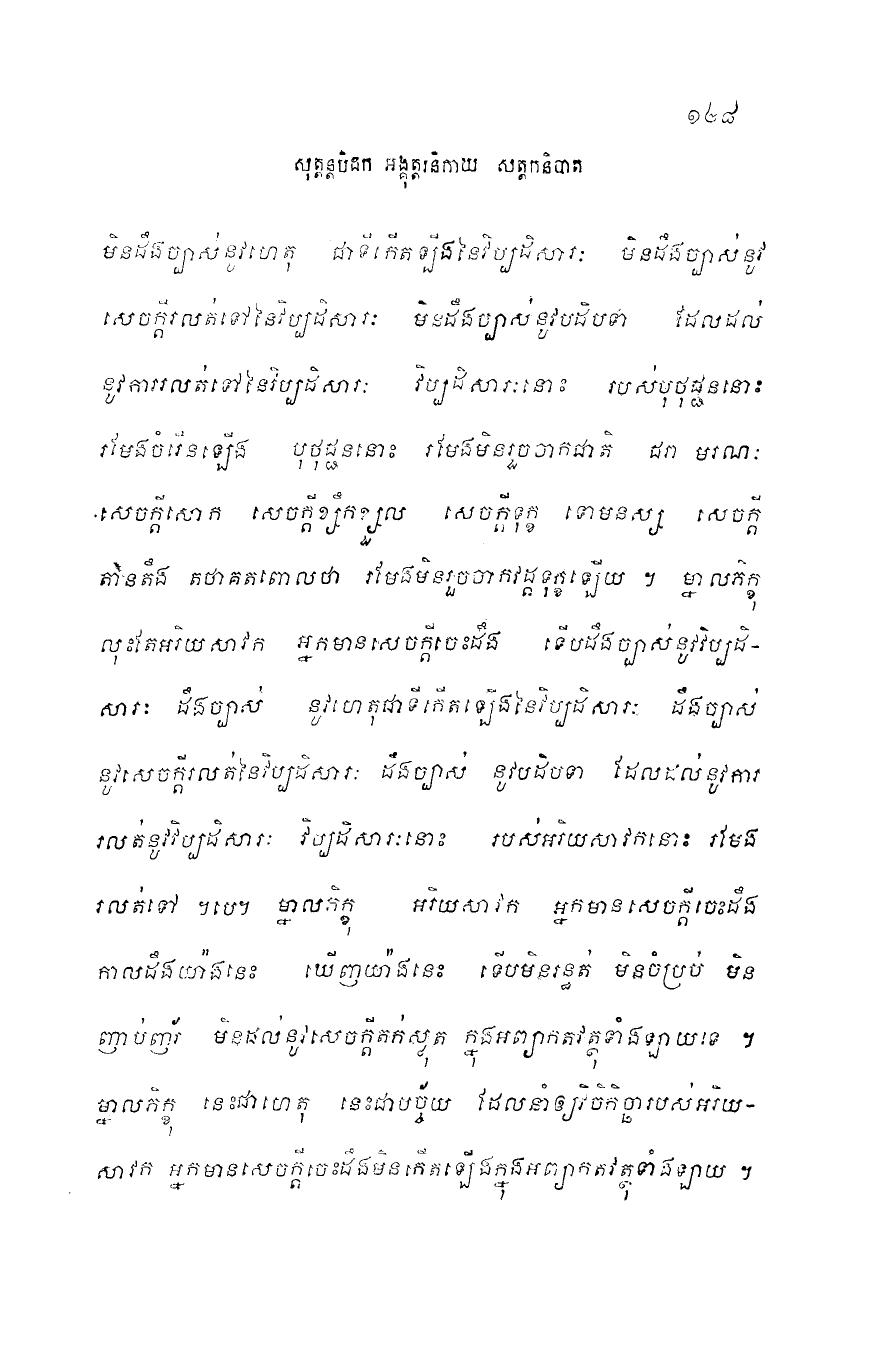 ១៤៨
សុត្តន្តបិដក អង្គុត្តរនិកាយ សត្តកនិបាត
មិនដឹងច្បាស់នូវហេតុ ជាទីកើតឡើងនៃវិប្បដិសារៈ មិនដឹងច្បាស់នូវ
សេចក្តីរលត់ទៅនៃវិប្បដិសារៈ មិនដឹងច្បាស់នូវបដិបទា ដែលដល់
នូវការរលត់ទៅនៃវិប្បដិសារៈ វិប្បដិសារៈនោះ របស់បុថុជ្ជននោះ
រមែងចំរើនឡើង បុថុជ្ជននោះ រមែងមិនរួចចាកជាតិ ជរា មរណៈ
សេចក្តីសោក សេចក្តីខ្សឹកខ្សួល សេចក្តីទុក្ខ ទោមនស្ស សេចក្តី
តានតឹង តថាគតពោលថា រមែងមិនរួចចាកវដ្តទុក្ខឡើយ ។ ម្នាលភិក្ខុ
លុះតែអរិយសាវក អ្នកមានសេចក្តីចេះដឹង ទើបដឹងច្បាស់នូវវិប្បដិ-
សារៈ ដឹងច្បាស់ នូវហេតុជាទីកើតឡើងនៃវិប្បដិសារៈ ដឹងច្បាស់
នូវសេចក្តីរលត់នៃវិប្បដិសារៈ ដឹងច្បាស់ នូវបដិបទា ដែលដល់នូវការ
រលត់នូវវិប្បដិសារៈ វិប្បដិសារៈនោះ របស់អរិយសាវកនោះ រមែង
រលត់ទៅ ។បេ។ ម្នាលភិក្ខុ អរិយសាវក អ្នកមានសេចក្តីចេះដឹង
កាលដឹងយ៉ាងនេះ ឃើញយ៉ាងនេះ ទើបមិនរន្ធត់ មិនចំប្រប់ មិន
ញាប់ញ័រ មិនដល់នូវសេចក្តីតក់ស្លុត ក្នុងអព្យាកតវត្ថុទាំងឡាយទេ ។
ម្នាលភិក្ខុ នេះជាហេតុ នេះជាបច្ច័យ ដែលនាំឲ្យវិចិកិច្ឆារបស់អរិយ-
សាវក អ្នកមានសេចក្តីចេះដឹងមិនកើតឡើងក្នុងអព្យាកតវត្ថុទាំងឡាយ ។